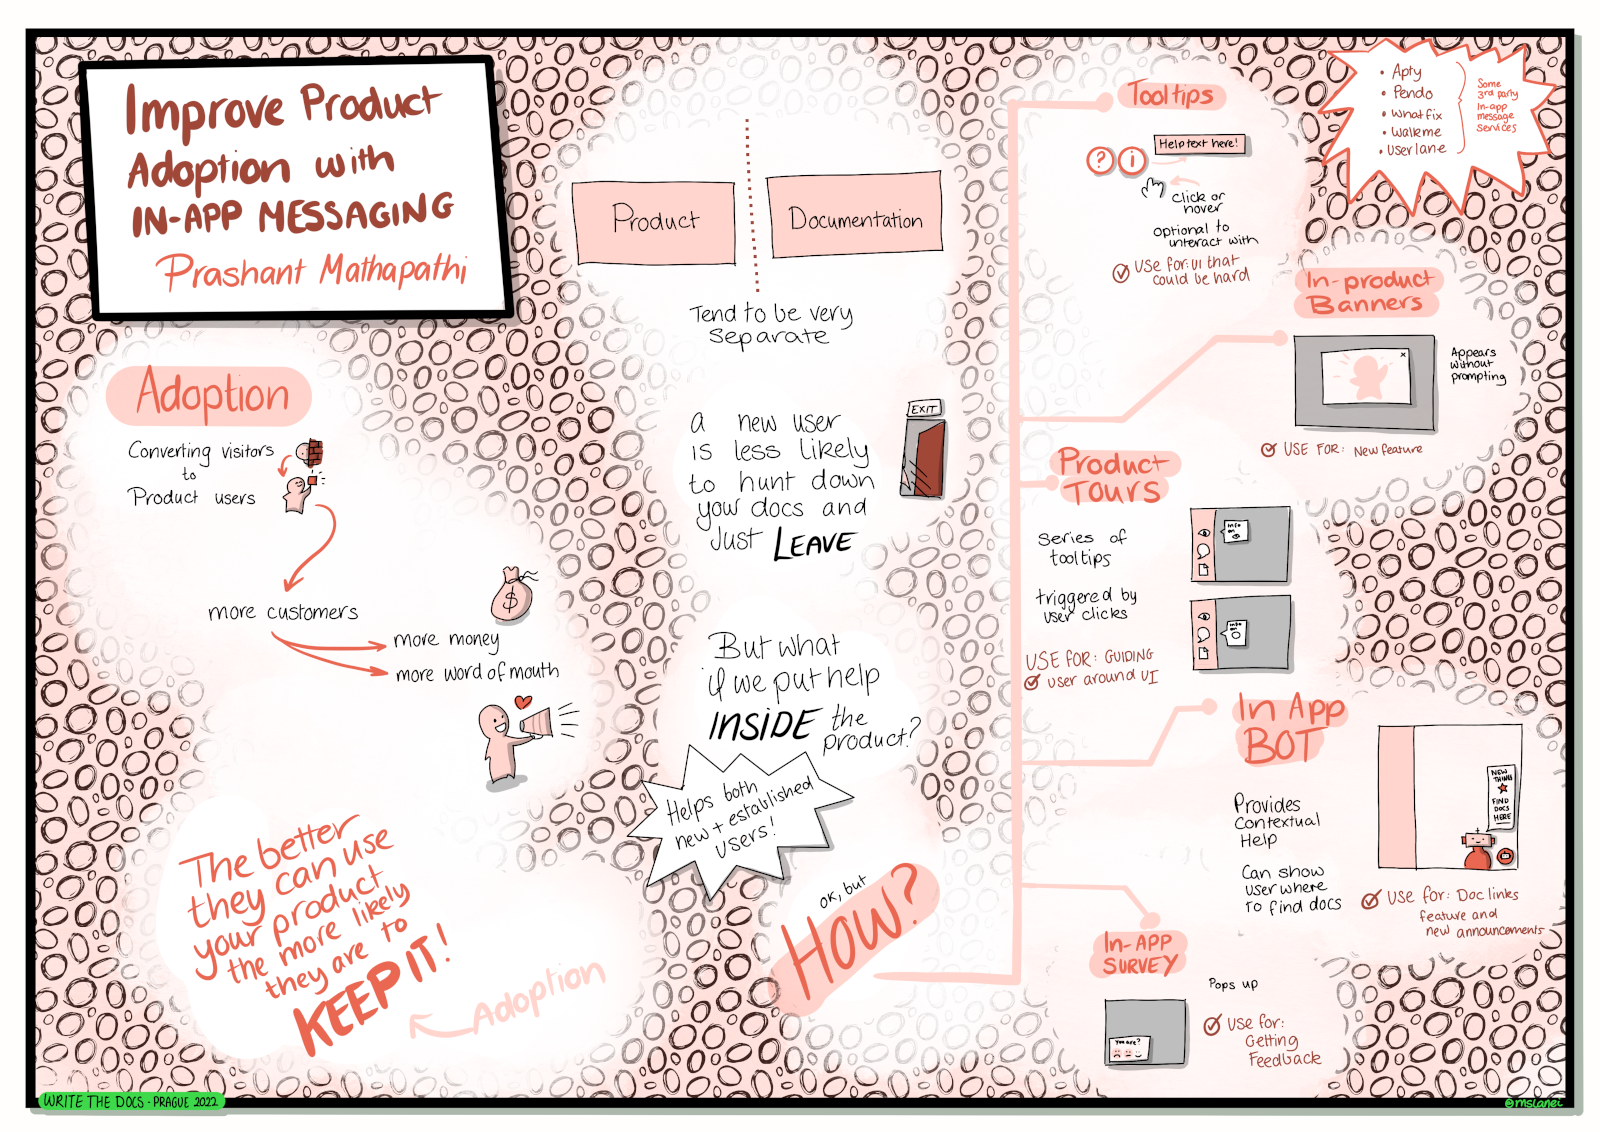 Improve Product
Adoption with
IN-APP MESSAGING
Prashant Mathapathi
Adoption
Converting visitors
to
Product users
more customers
more money
more word of mouth
$
The better
they can use
your product
the more likely
they are to
KEEP IT!
Adoption
Product
Documentation
Tend to be very
separate
a new user
is less likely
to hunt down
your docs and
Just LEAVE
EXIT
But what
if we put help
INSIDE the
product?
Helps both
new + established
users!
OK, but
HOW?
Tooltips
? i
Help text here!
click or
hover
optional to
interact with
USE for: UI that
could be hard
• Apty
• Pendo
• Whatfix
• Walkme
• Userlane
Some
3rd party
In-app
message
services
In-product
Banners
x
Appears
without
prompting
USE FOR: New feature
Product
TOURS
Series of
tooltips
triggered by
user clicks
Info
on
Info
on
USE FOR: GUIDING
user around UI
In App
BOT
Provides
Contextual
Help
Can show
user where
to find docs
NEW
THING
FIND
DOCS
HERE
USE for: Doc links
feature and
new announcements
In-APP
SURVEY
Pops up
You are?
USE for:
Getting
Feedback
WRITE THE DOCS - PRAGUE 2022
@mslanei